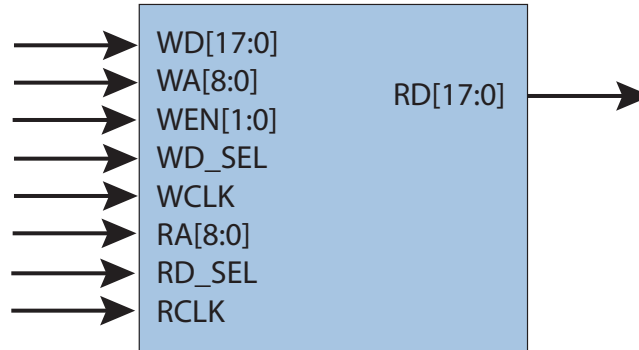 WD[17:0]
WA[8:0]
WEN[1:0]
WD_SEL
WCLK
RA[8:0]
RD_SEL
RCLK
RD[17:0]